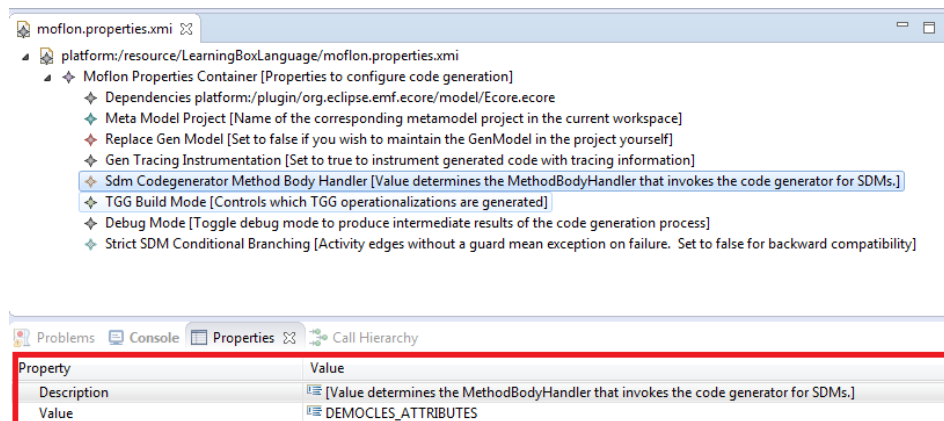 moflon.properties.xmi
platform:/resource/LearningBoxLanguage/moflon.properties.xmi
Moflon Properties Container [Properties to configure code generation]
Dependencies platform:/plugin/org.eclipse.emf.ecore/model/Ecore.ecore
Meta Model Project [Name of the corresponding metamodel project in the current workspace]
Replace Gen Model [Set to false if you wish to maintain the GenModel in the project yourself]
Gen Tracing Instrumentation [Set to true to instrument generated code with tracing information]
Sdm Codegenerator Method Body Handler [Value determines the MethodBodyHandler that invokes the code generator for SDMs.]
TGG Build Mode [Controls which TGG operationalizations are generated]
Debug Mode [Toggle debug mode to produce intermediate results of the code generation process]
Strict SDM Conditional Branching [Activity edges without a guard mean exception on failure.  Set to false for backward compatibility]
Problems Console Properties Call Hierarchy
Property Value
Description [Value determines the MethodBodyHandler that invokes the code generator for SDMs.]
Value DEMOCLES_ATTRIBUTES